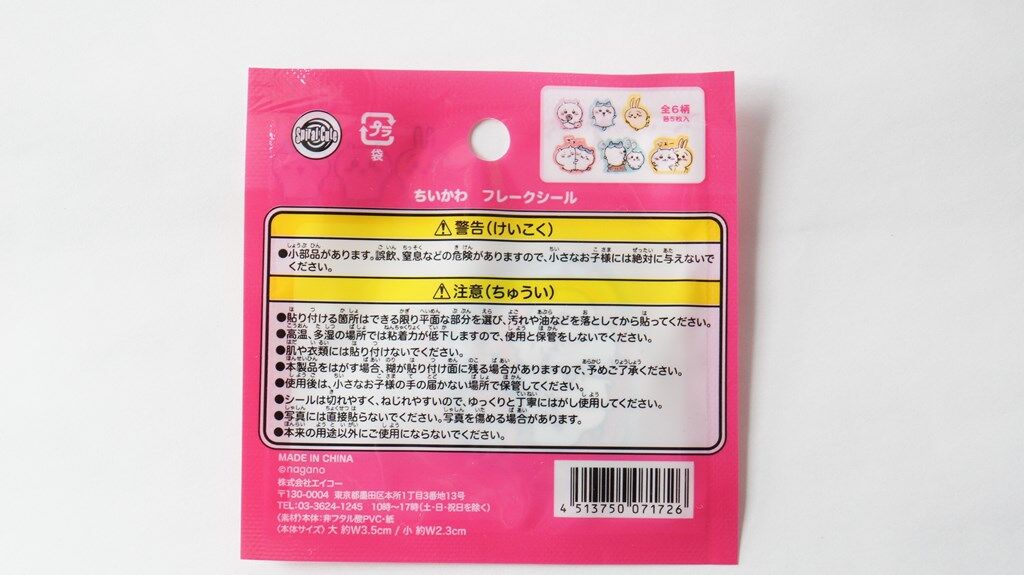 Spiral Cute
プラ
袋
全6柄
各5枚入
ちいかわ フレークシール
⚠警告(けいこく)
●小部品があります。誤飲、窒息などの危険がありますので、小さなお子様には絶対に与えないで
ください。
⚠注意(ちゅうい)
●貼り付ける箇所はできる限り平面な部分を選び、汚れや油などを落としてから貼ってください。
●高温、多湿の場所では粘着力が低下しますので、使用と保管をしないでください。
●肌や衣類には貼り付けないでください。
●本製品をはがす場合、糊が貼り付け面に残る場合がありますので、予めご了承ください。
●使用後は、小さなお子様の手の届かない場所で保管してください。
●シールは切れやすく、ねじれやすいので、ゆっくりと丁寧にはがし使用してください。
●写真には直接貼らないでください。写真を傷める場合があります。
●本来の用途以外にご使用にならないでください。
MADE IN CHINA
©nagano
株式会社エイコー
〒130-0004 東京都墨田区本所1丁目3番地13号
TEL:03-3624-1245 10時〜17時(土・日・祝日を除く)
《素材》本体:非フタル酸PVC・紙
《本体サイズ》大 約W3.5cm / 小 約W2.3cm
4 513750 071726